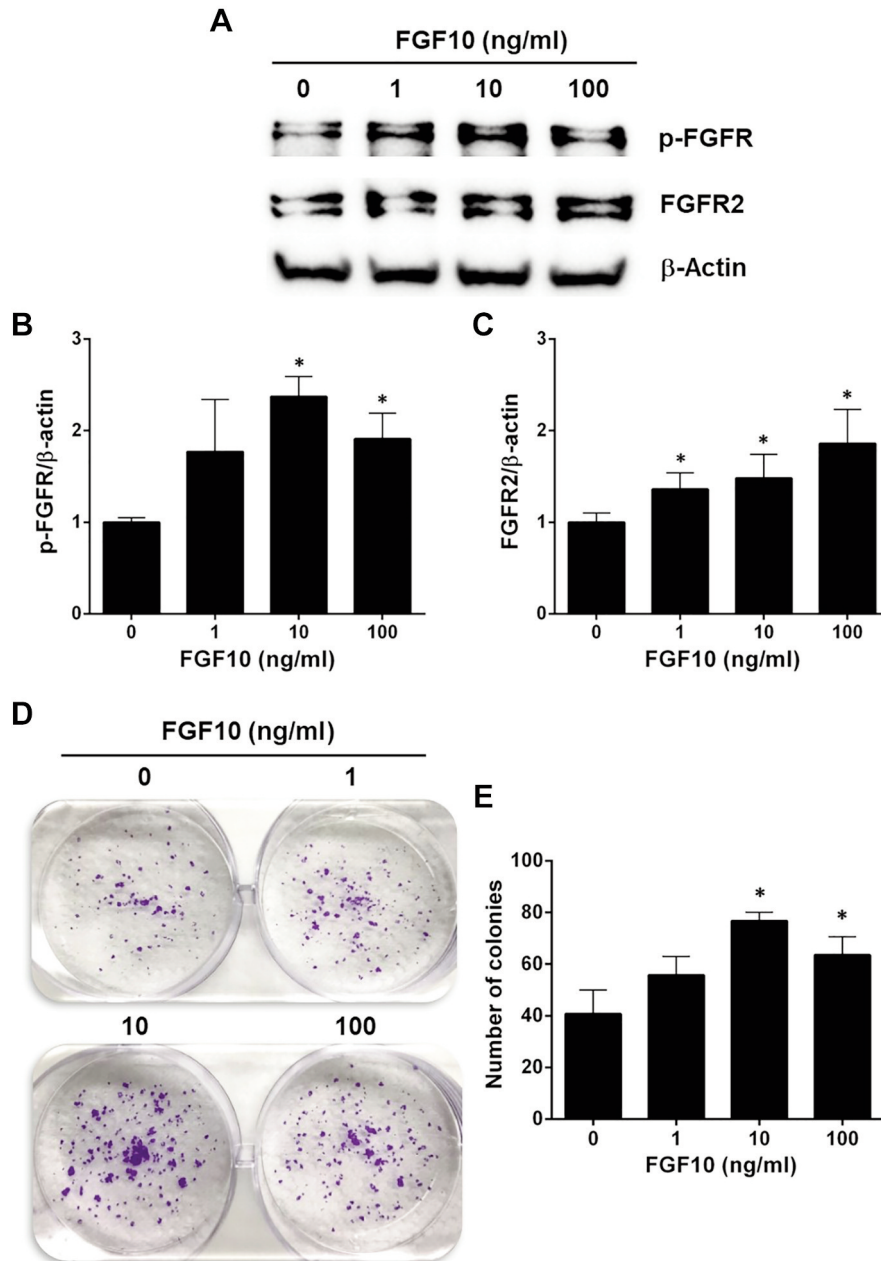 A
FGF10 (ng/ml)
0 1 10 100
p-FGFR
FGFR2
β-Actin
B
3
2
1
0
p-FGFR/β-actin
* *
0 1 10 100
FGF10 (ng/ml)
C
3
2
1
0
FGFR2/β-actin
* * *
0 1 10 100
FGF10 (ng/ml)
D
FGF10 (ng/ml)
0 1
10 100
E
100
80
60
40
20
0
Number of colonies
* *
0 1 10 100
FGF10 (ng/ml)